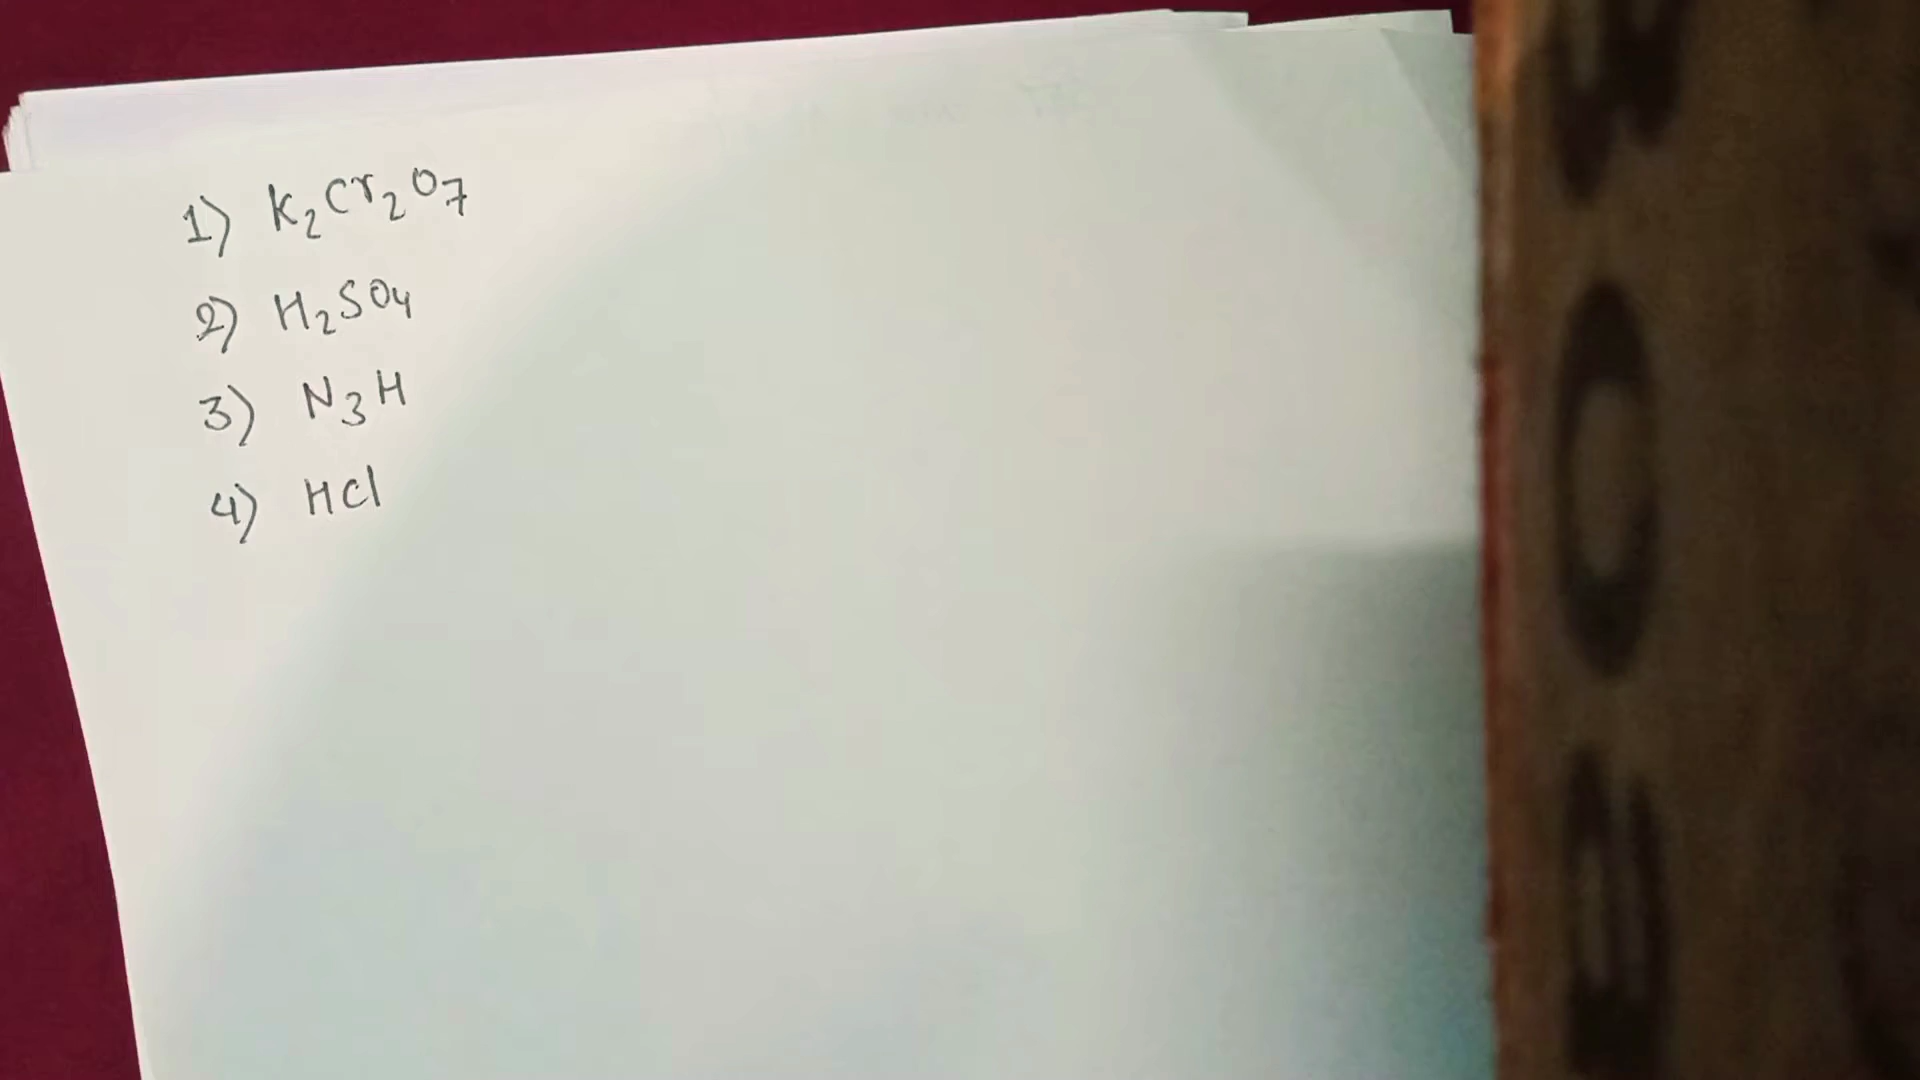 1) K₂Cr₂O₇
2) H₂SO₄
3) N₃H
4) HCl